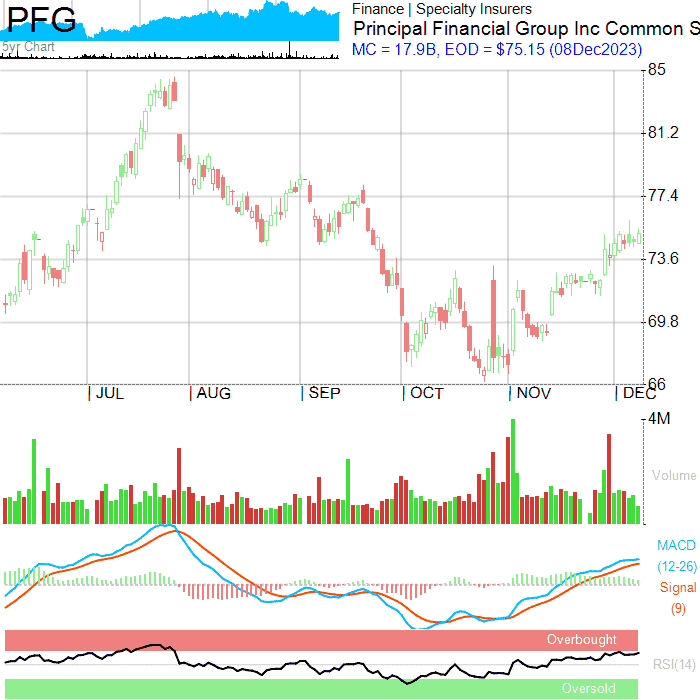 PFG
5yr Chart
Finance | Specialty Insurers
Principal Financial Group Inc Common S
MC = 17.9B, EOD = $75.15 (08Dec2023)
85
81.2
77.4
73.6
69.8
66
| JUL | AUG | SEP | OCT | NOV | DEC
4M
Volume
MACD
(12-26)
Signal
(9)
Overbought
RSI(14)
Oversold